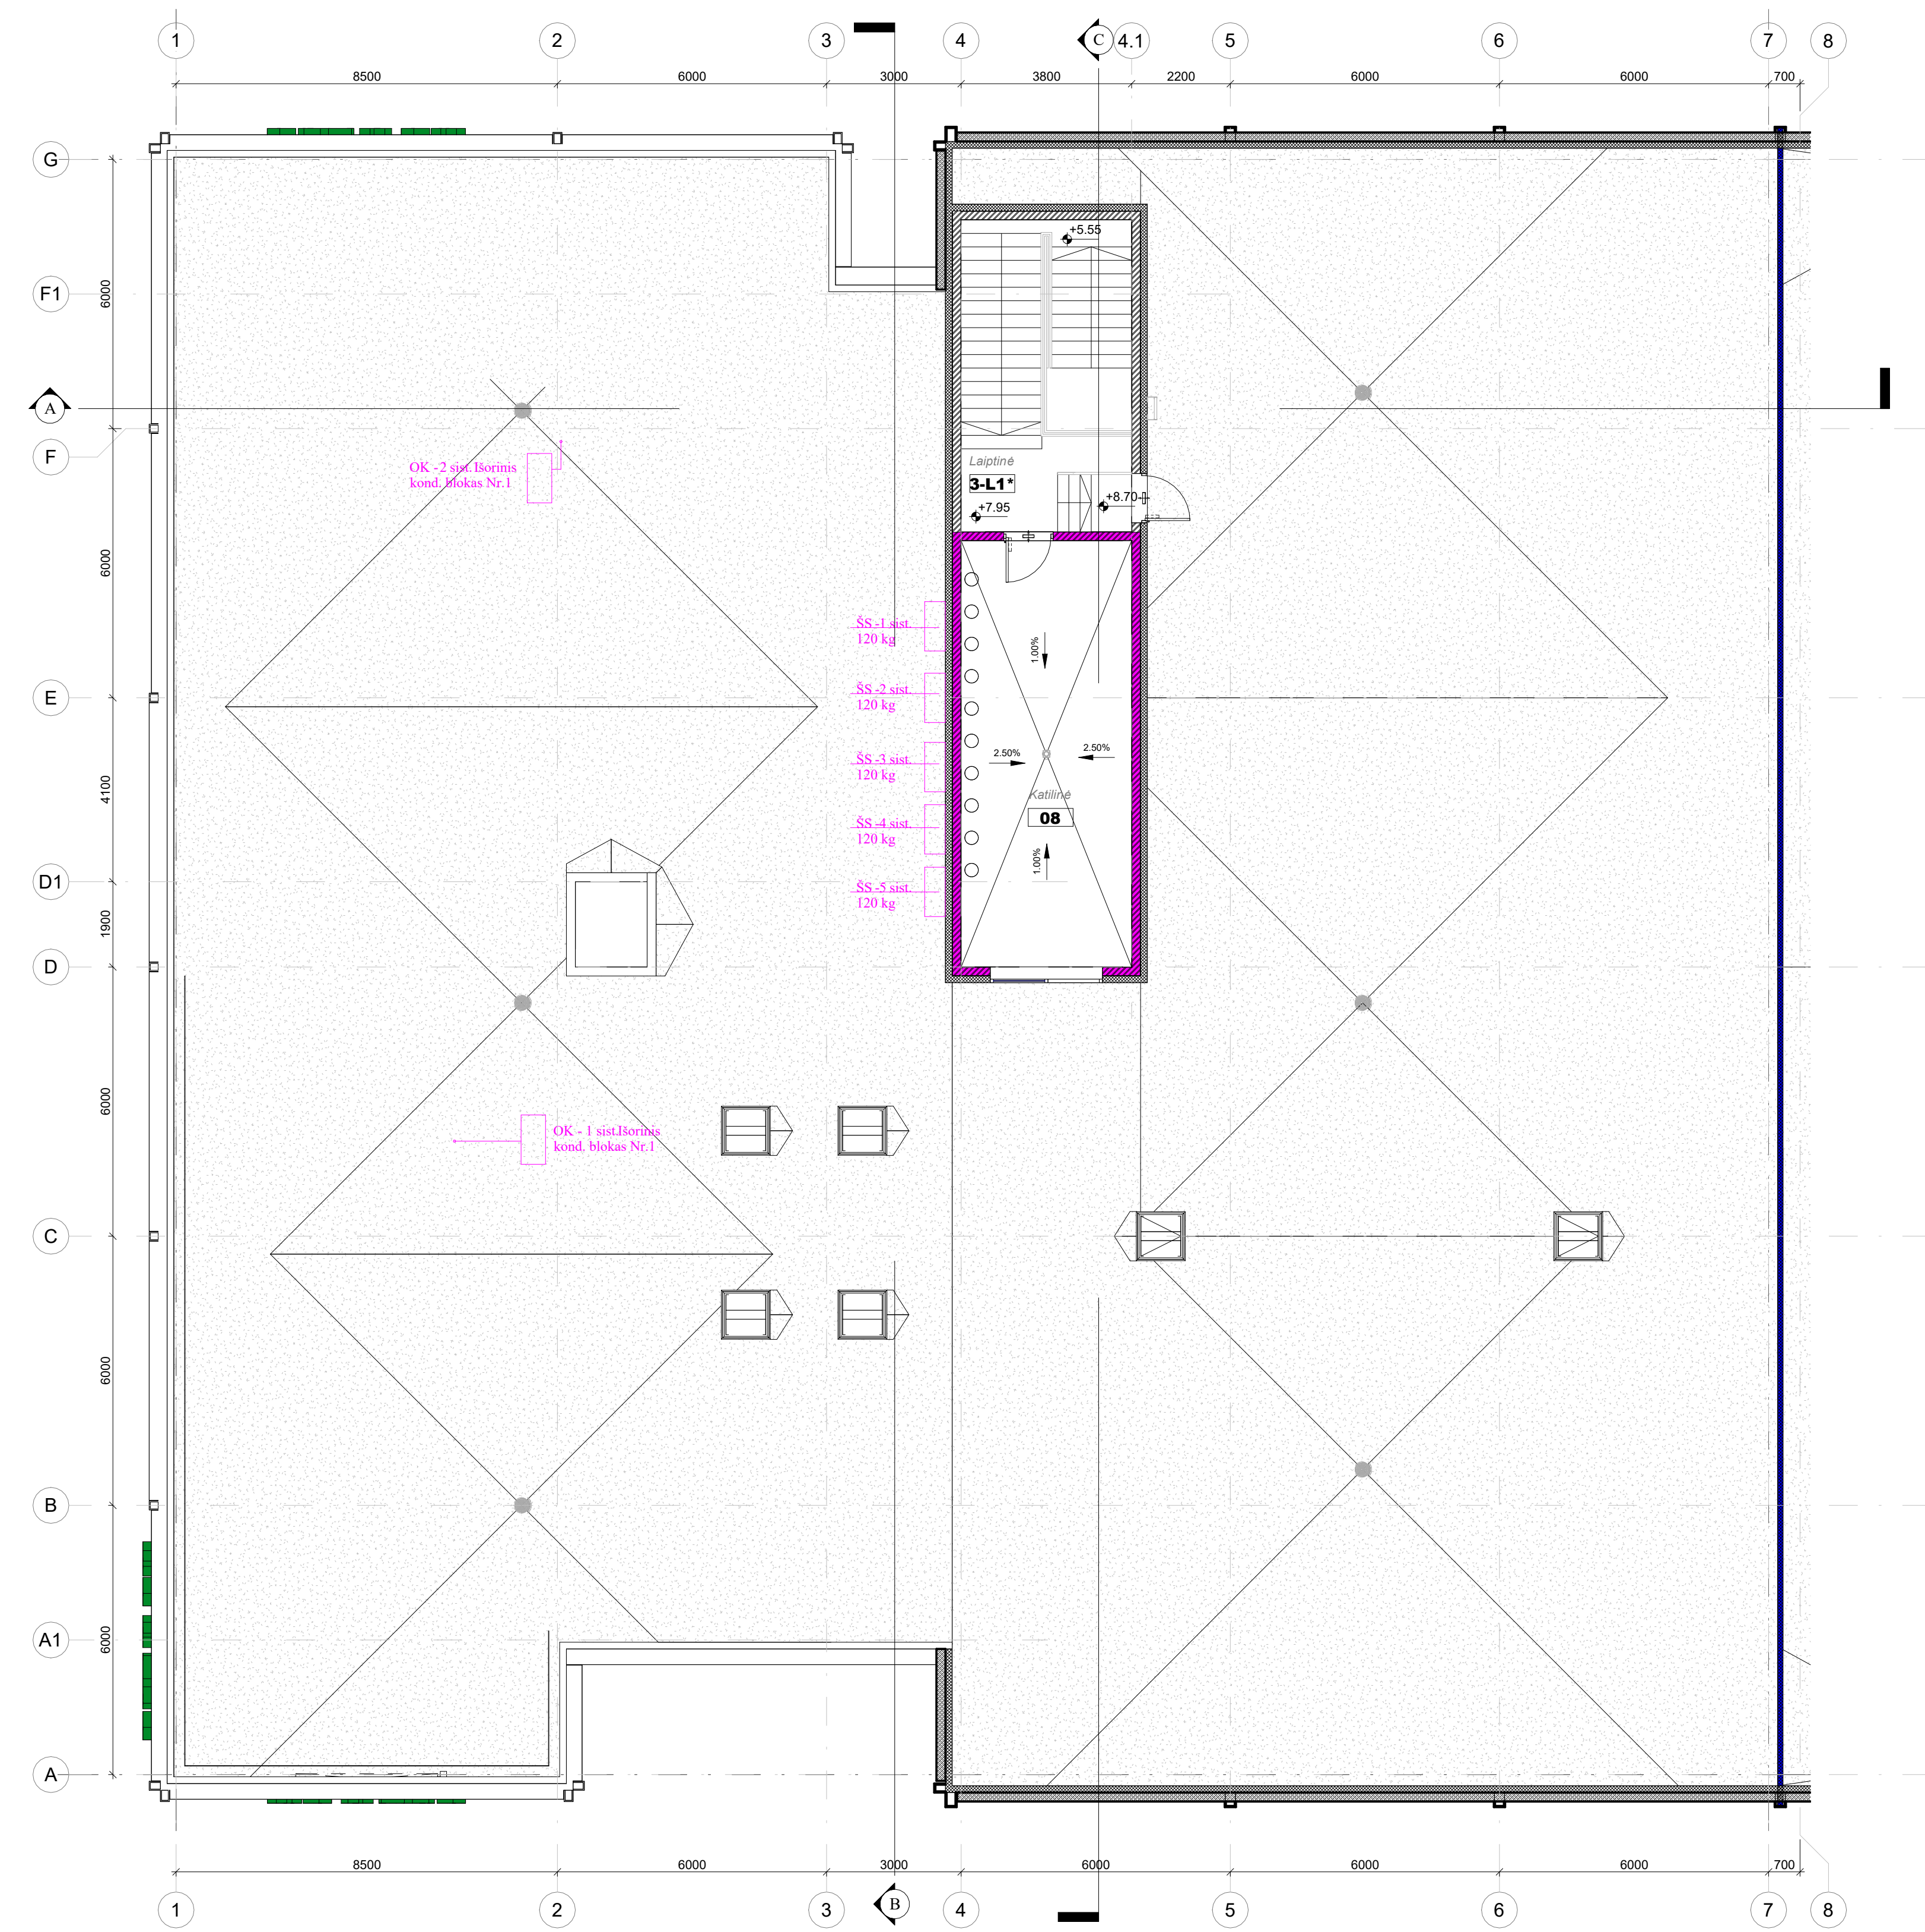 1 2 3 4 C 4.1 5 6 7 8
8500 6000 3000 3800 2200 6000 6000 700
G
+5.55
F1
6000
A
F
OK -2 sist. Išorinis
kond. blokas Nr.1
Laiptinė
3-L1*
+7.95
+8.70
6000
ŠS -1 sist.
120 kg
1.00%
E
ŠS -2 sist.
120 kg
ŠS -3 sist.
120 kg
2.50%
2.50%
4100
Katilinė
08
ŠS -4 sist.
120 kg
1.00%
D1
ŠS -5 sist.
120 kg
1900
D
6000
OK - 1 sist.Išorinis
kond. blokas Nr.1
C
6000
B
A1
6000
A
8500 6000 3000 6000 6000 6000 700
1 2 3 B 4 5 6 7 8